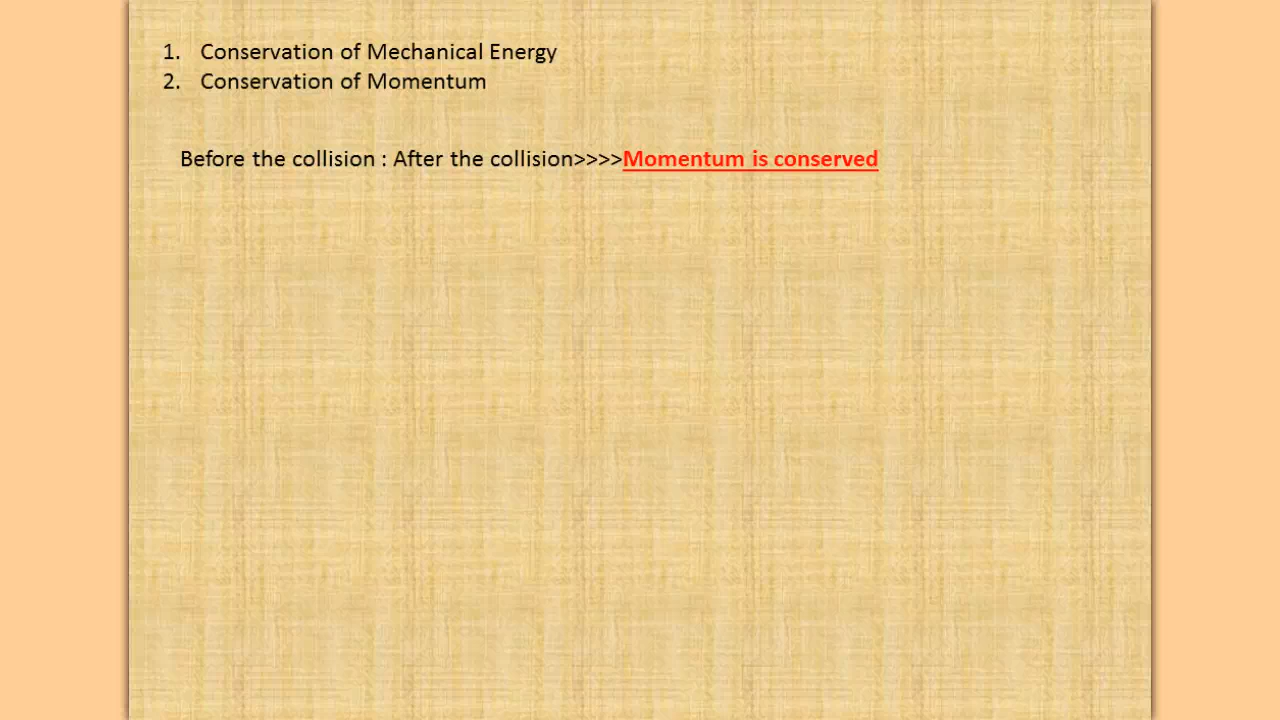 1. Conservation of Mechanical Energy
2. Conservation of Momentum
Before the collision : After the collision>>>>Momentum is conserved